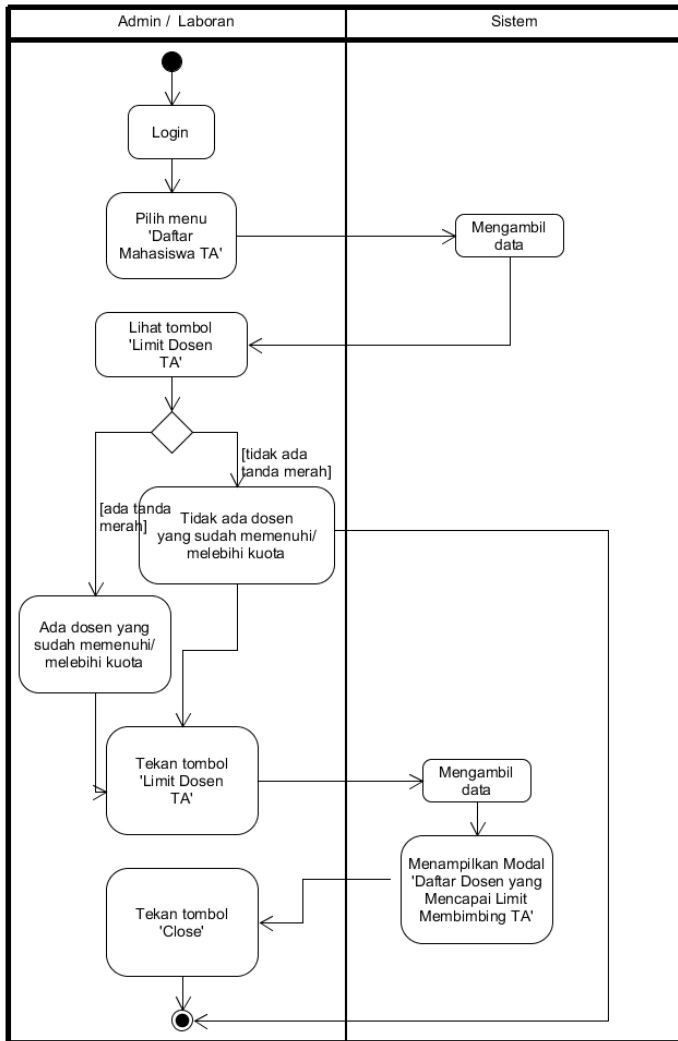 Admin / Laboran
Sistem
Login
Pilih menu
'Daftar
Mahasiswa TA'
Mengambil
data
Lihat tombol
'Limit Dosen
TA'
[tidak ada
tanda merah]
[ada tanda
merah]
Tidak ada dosen
yang sudah memenuhi/
melebihi kuota
Ada dosen yang
sudah memenuhi/
melebihi kuota
Tekan tombol
'Limit Dosen
TA'
Mengambil
data
Menampilkan Modal
'Daftar Dosen yang
Mencapai Limit
Membimbing TA'
Tekan tombol
'Close'